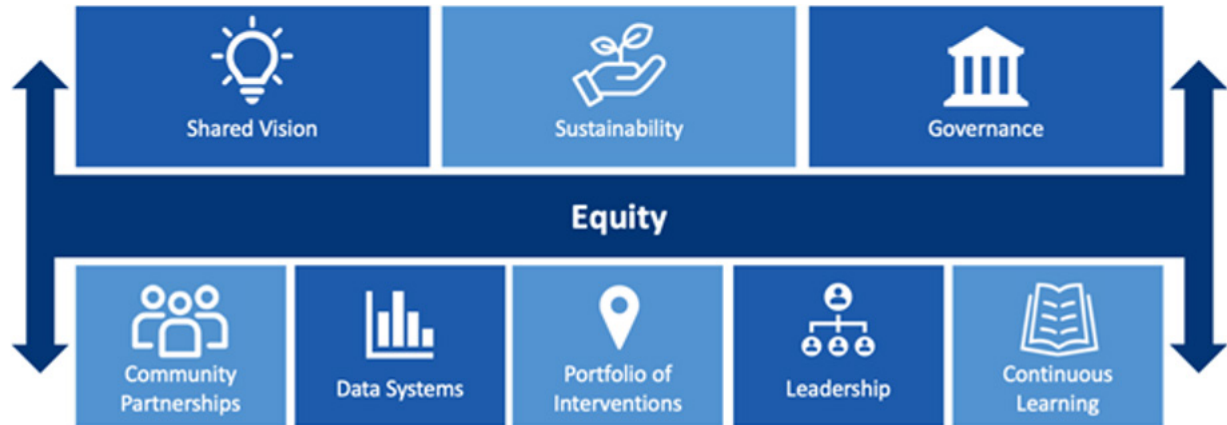 Shared Vision
Sustainability
Governance
Equity
Community
Partnerships
Data Systems
Portfolio of
Interventions
Leadership
Continuous
Learning